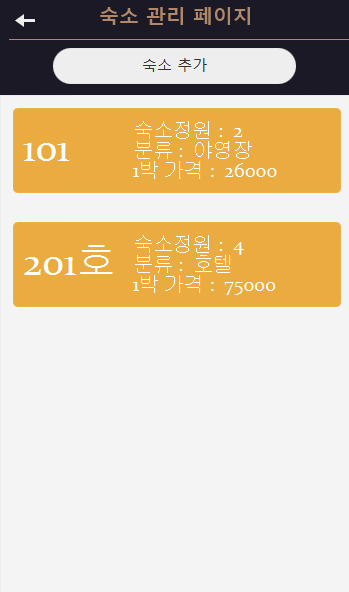 숙소 관리 페이지
숙소 추가
101
숙소정원 : 2
분류 : 야영장
1박 가격 : 26000
201호
숙소정원 : 4
분류 : 호텔
1박 가격 : 75000